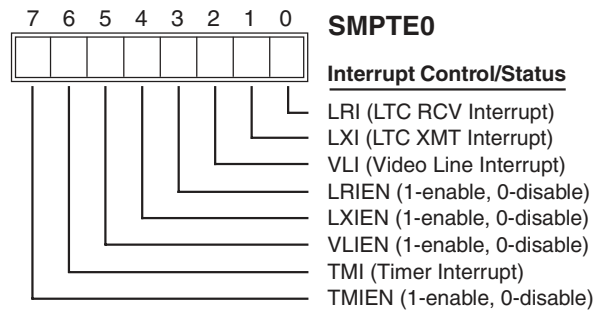 7 6 5 4 3 2 1 0
SMPTE0
Interrupt Control/Status
LRI (LTC RCV Interrupt)
LXI (LTC XMT Interrupt)
VLI (Video Line Interrupt)
LRIEN (1-enable, 0-disable)
LXIEN (1-enable, 0-disable)
VLIEN (1-enable, 0-disable)
TMI (Timer Interrupt)
TMIEN (1-enable, 0-disable)